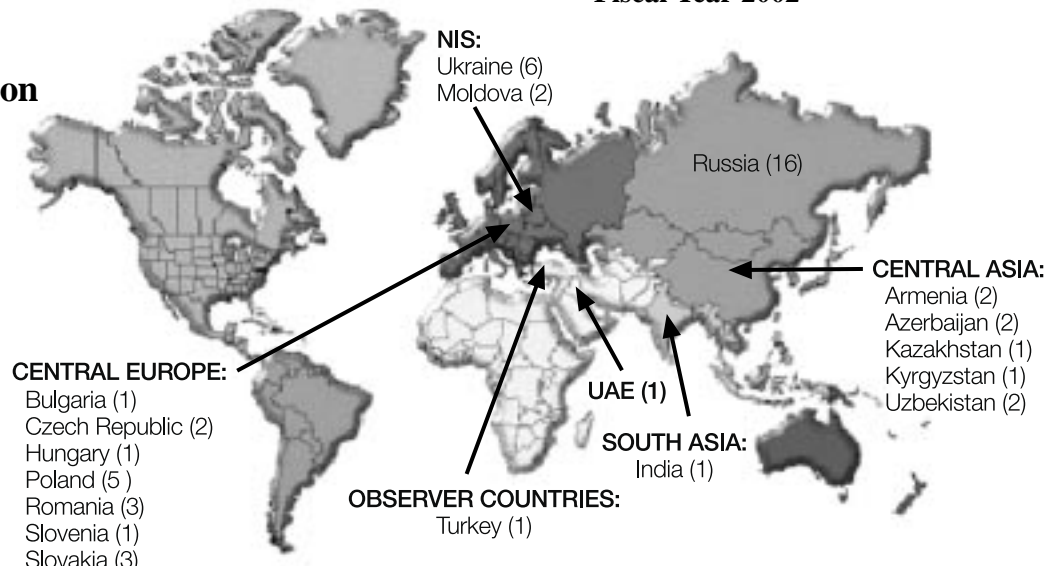 Fiscal Year 2002
on
NIS:
Ukraine (6)
Moldova (2)
Russia (16)
CENTRAL ASIA:
Armenia (2)
Azerbaijan (2)
Kazakhstan (1)
Kyrgyzstan (1)
Uzbekistan (2)
CENTRAL EUROPE:
Bulgaria (1)
Czech Republic (2)
Hungary (1)
Poland (5 )
Romania (3)
Slovenia (1)
Slovakia (3)
UAE (1)
SOUTH ASIA:
India (1)
OBSERVER COUNTRIES:
Turkey (1)